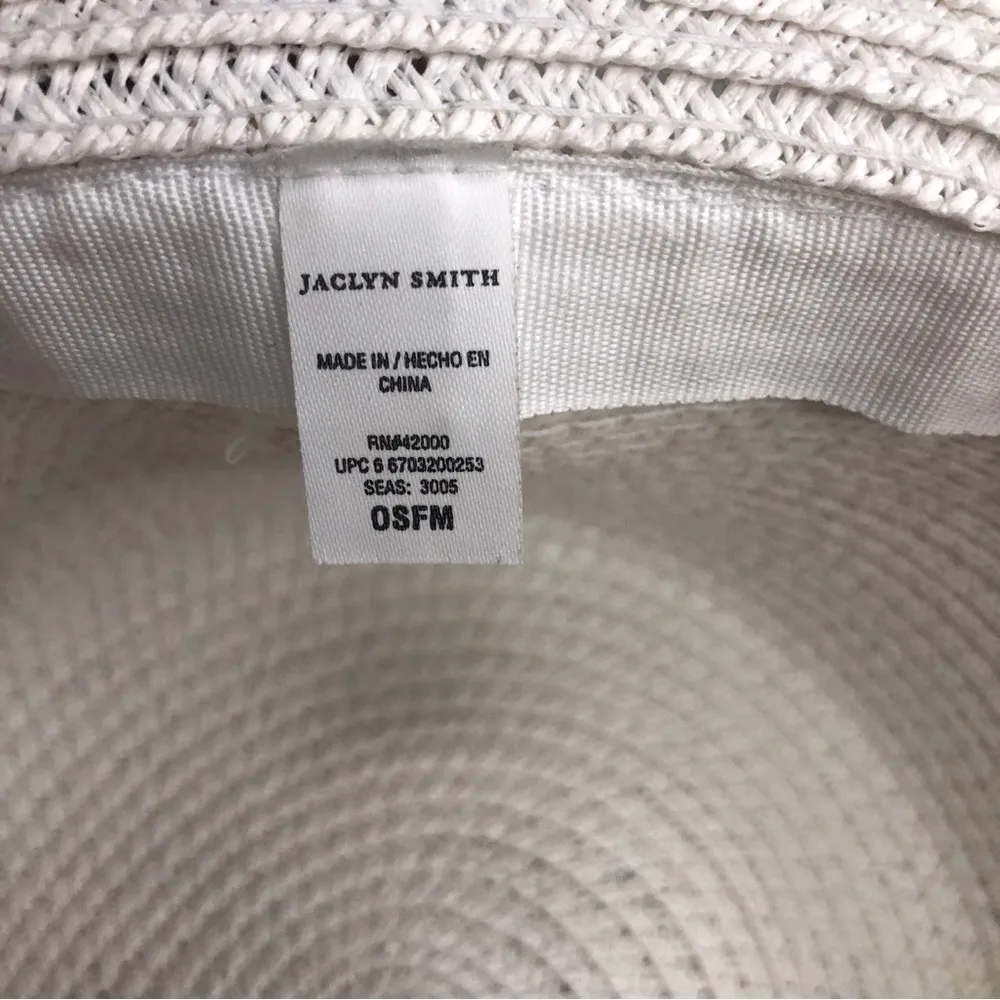 JACLYN SMITH
MADE IN / HECHO EN
CHINA
RN#42000
UPC 6 6703200253
SEAS: 3005
OSFM